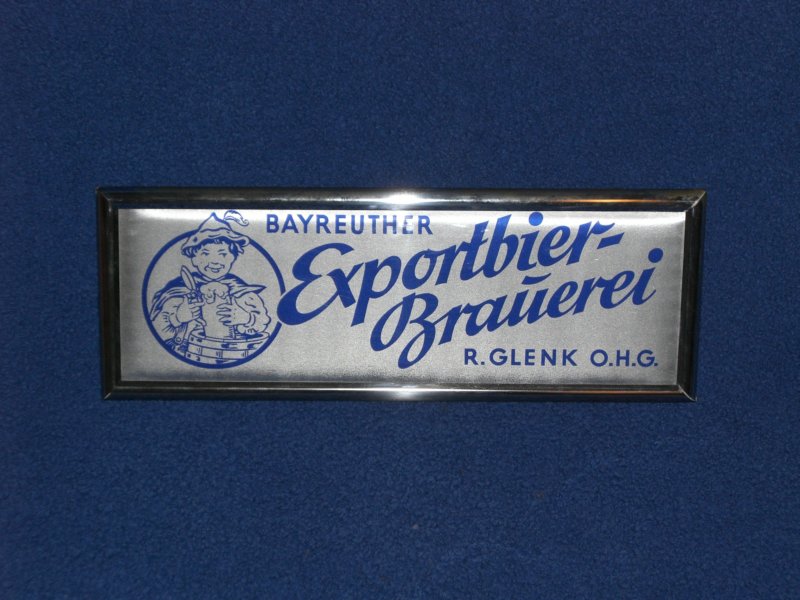 BAYREUTHER
Exportbier-
Brauerei
R. GLENK O.H.G.